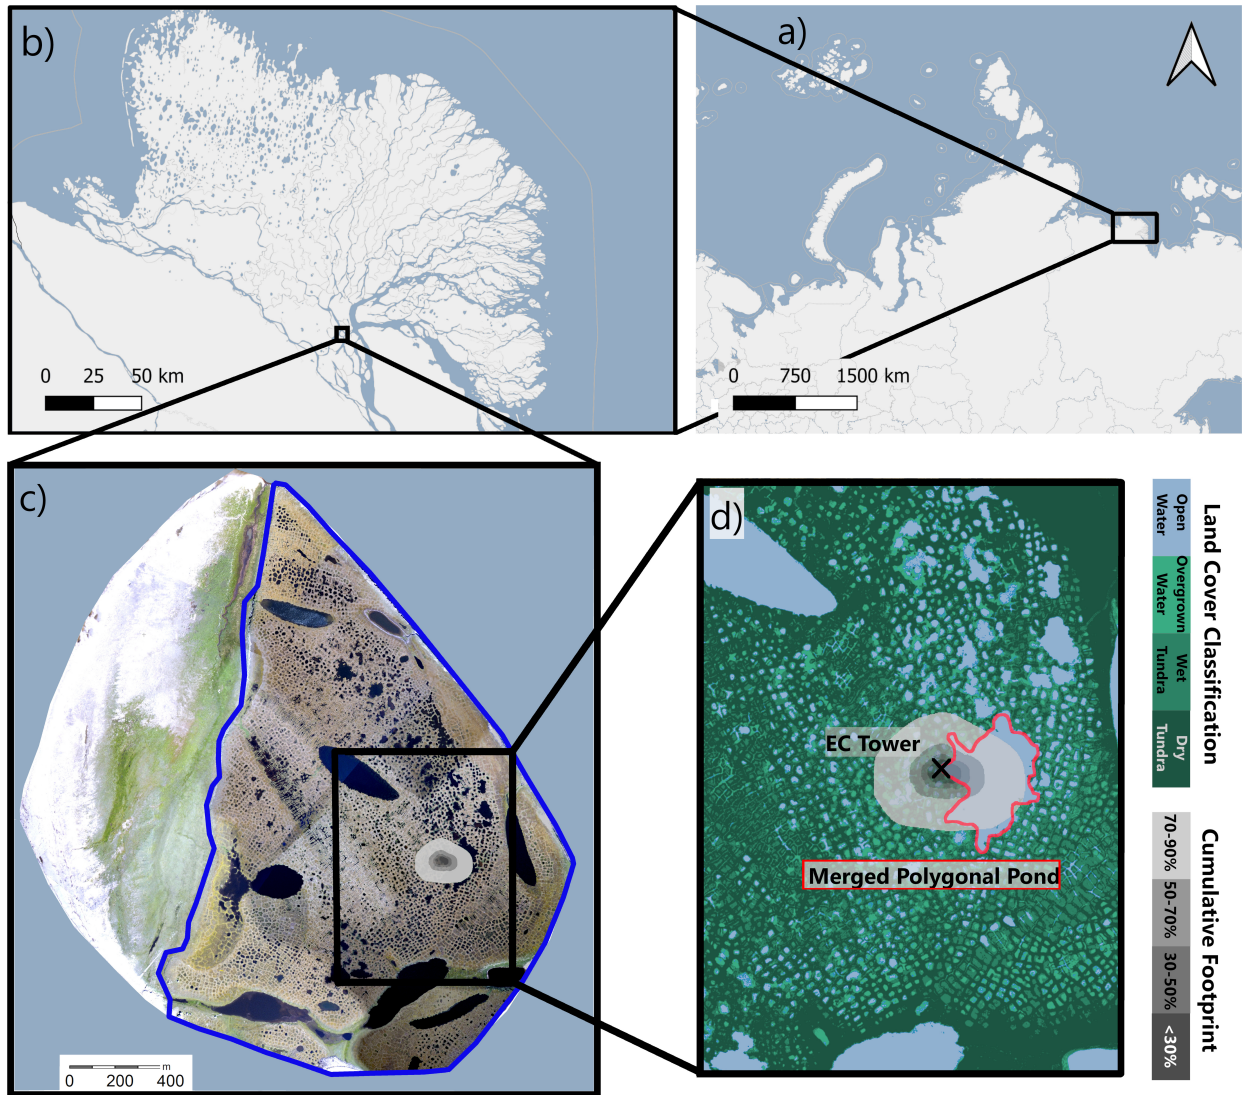 b)
a)
0 25 50 km
0 750 1500 km
c)
0 200 400 m
d)
EC Tower
Merged Polygonal Pond
Land Cover Classification
Open
Water
Overgrown
Water
Wet
Tundra
Dry
Tundra
Cumulative Footprint
70-90%
50-70%
30-50%
<30%